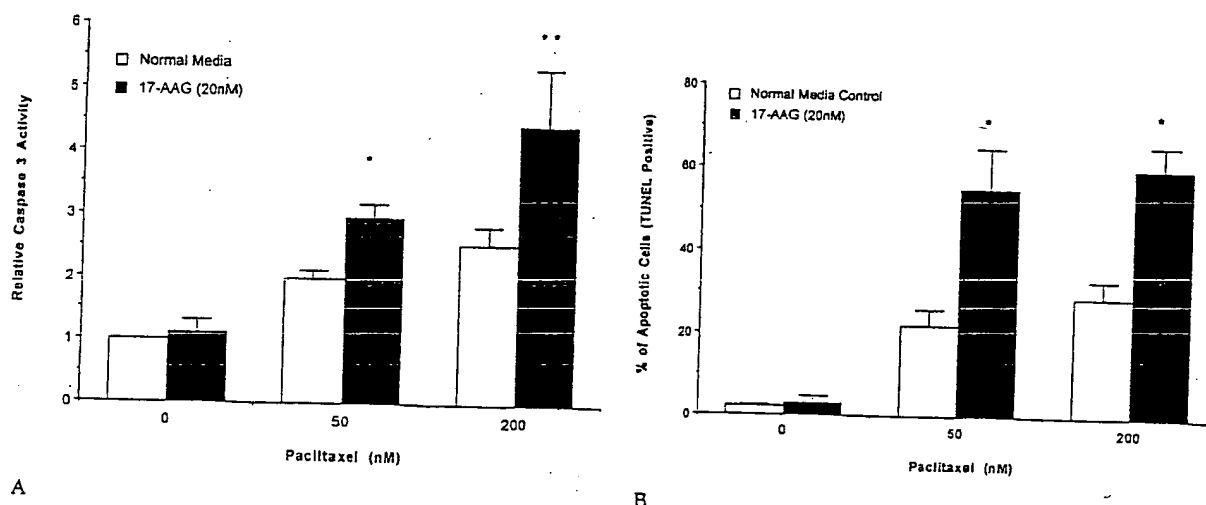 6
5
4
3
2
1
0
Relative Caspase 3 Activity
Normal Media
17-AAG (20nM)
*
**
0
50
200
Paclitaxel (nM)
A
80
60
40
20
0
% of Apoptotic Cells (TUNEL Positive)
Normal Media Control
17-AAG (20nM)
*
*
0
50
200
Paclitaxel (nM)
B